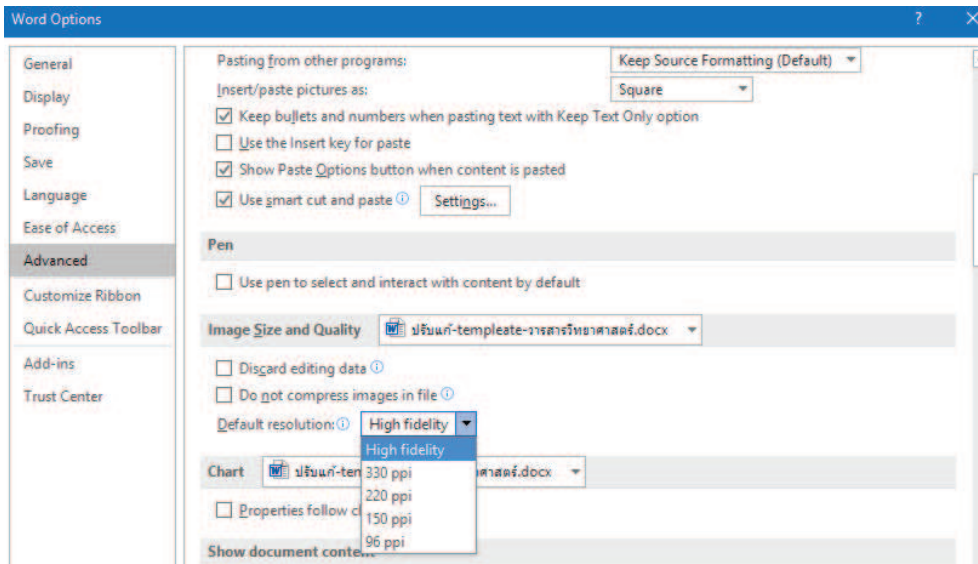 Word Options ? ×
General
Display
Proofing
Save
Language
Ease of Access
Advanced
Customize Ribbon
Quick Access Toolbar
Add-ins
Trust Center
Pasting from other programs: Keep Source Formatting (Default)
Insert/paste pictures as: Square
Keep bullets and numbers when pasting text with Keep Text Only option
Use the Insert key for paste
Show Paste Options button when content is pasted
Use smart cut and paste Settings...
Pen
Use pen to select and interact with content by default
Image Size and Quality ปรับแก้-templeate-วารสารวิทยาศาสตร์.docx
Discard editing data
Do not compress images in file
Default resolution: High fidelity
High fidelity
330 ppi
220 ppi
150 ppi
96 ppi
Chart ปรับแก้-ten าศาสตร์.docx
Properties follow c
Show document conten